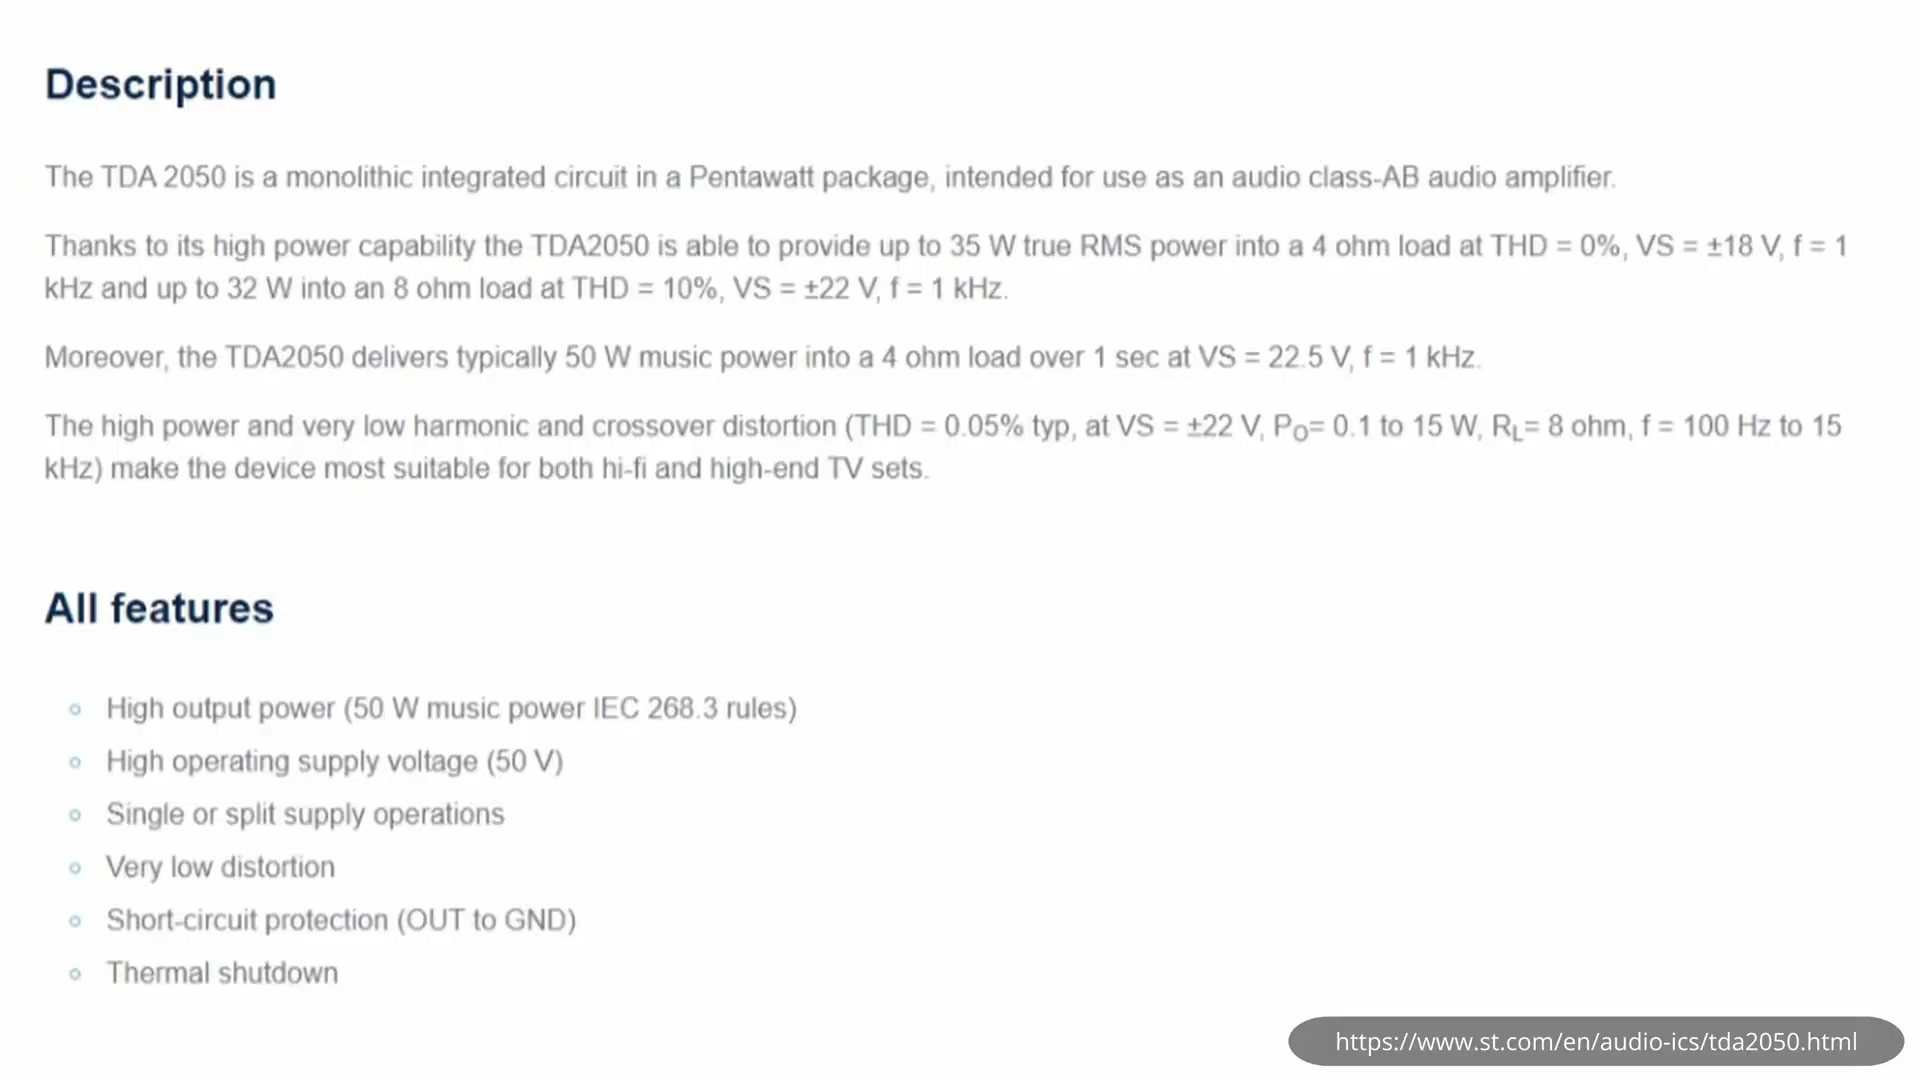 Description
The TDA 2050 is a monolithic integrated circuit in a Pentawatt package, intended for use as an audio class-AB audio amplifier.
Thanks to its high power capability the TDA2050 is able to provide up to 35 W true RMS power into a 4 ohm load at THD = 0%, VS = ±18 V, f = 1
kHz and up to 32 W into an 8 ohm load at THD = 10%, VS = ±22 V, f = 1 kHz.
Moreover, the TDA2050 delivers typically 50 W music power into a 4 ohm load over 1 sec at VS = 22.5 V, f = 1 kHz.
The high power and very low harmonic and crossover distortion (THD = 0.05% typ, at VS = ±22 V, PO= 0.1 to 15 W, RL= 8 ohm, f = 100 Hz to 15
kHz) make the device most suitable for both hi-fi and high-end TV sets.
All features
High output power (50 W music power IEC 268.3 rules)
High operating supply voltage (50 V)
Single or split supply operations
Very low distortion
Short-circuit protection (OUT to GND)
Thermal shutdown
https://www.st.com/en/audio-ics/tda2050.html